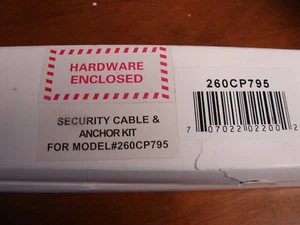 HARDWARE
ENCLOSED
SECURITY CABLE &
ANCHOR KIT
FOR MODEL#260CP795
260CP795
7 07022 02200 2